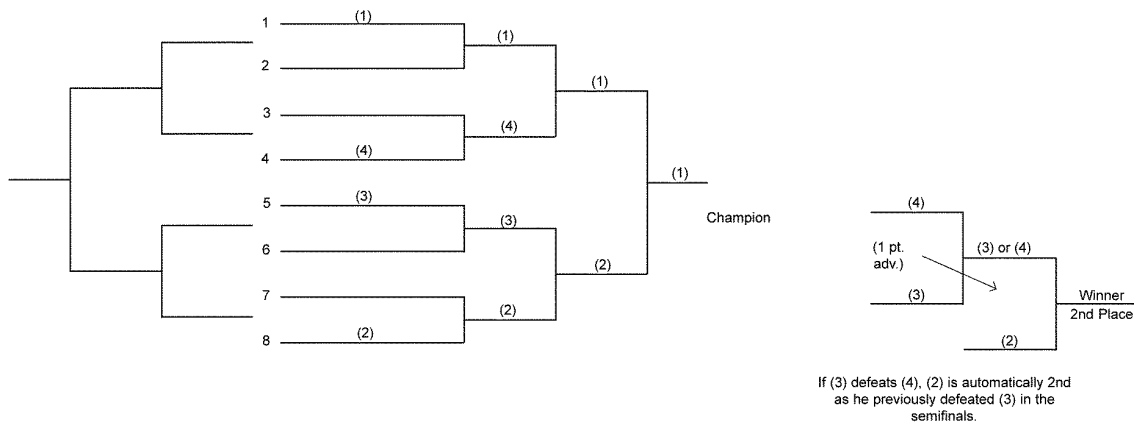 1 (1)
(1)
2
(1)
3
(4)
4 (4)
(1)
5 (3)
(3)
6
(2)
7
(2)
8 (2)
Champion
(4)
(1 pt.
adv.)
(3) or (4)
(3)
Winner
2nd Place
(2)
If (3) defeats (4), (2) is automatically 2nd
as he previously defeated (3) in the
semifinals.